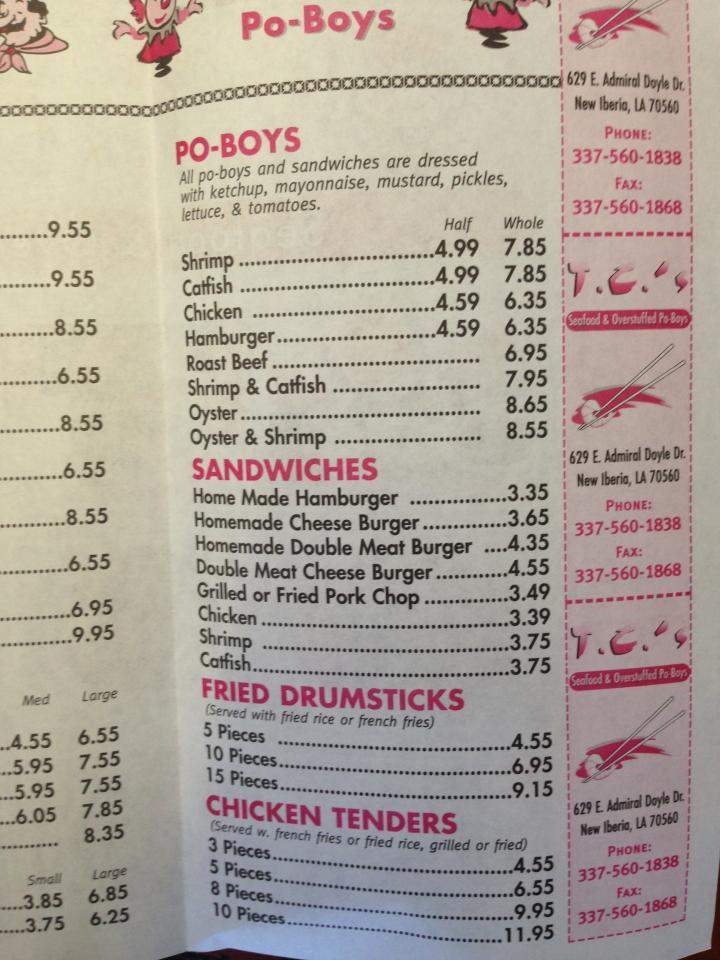 Po-Boys
9.55
9.55
8.55
6.55
8.55
6.55
8.55
6.55
6.95
9.95
Med Large
4.55 6.55
5.95 7.55
5.95 7.55
6.05 7.85
8.35
Small Large
3.85 6.85
3.75 6.25
PO-BOYS
All po-boys and sandwiches are dressed
with ketchup, mayonnaise, mustard, pickles,
lettuce, & tomatoes.
Half Whole
Shrimp 4.99 7.85
Catfish 4.99 7.85
Chicken 4.59 6.35
Hamburger 4.59 6.35
Roast Beef 6.95
Shrimp & Catfish 7.95
Oyster 8.65
Oyster & Shrimp 8.55
SANDWICHES
Home Made Hamburger 3.35
Homemade Cheese Burger 3.65
Homemade Double Meat Burger 4.35
Double Meat Cheese Burger 4.55
Grilled or Fried Pork Chop 3.49
Chicken 3.39
Shrimp 3.75
Catfish 3.75
FRIED DRUMSTICKS
(Served with fried rice or french fries)
5 Pieces 4.55
10 Pieces 6.95
15 Pieces 9.15
CHICKEN TENDERS
(Served w. french fries or fried rice, grilled or fried)
3 Pieces 4.55
5 Pieces 6.55
8 Pieces 9.95
10 Pieces 11.95
629 E. Admiral Doyle Dr.
New Iberia, LA 70560
PHONE:
337-560-1838
FAX:
337-560-1868
T.C.'s
Seafood & Overstuffed Po-Boys
629 E. Admiral Doyle Dr.
New Iberia, LA 70560
PHONE:
337-560-1838
FAX:
337-560-1868
T.C.'s
Seafood & Overstuffed Po-Boys
629 E. Admiral Doyle Dr.
New Iberia, LA 70560
PHONE:
337-560-1838
FAX:
337-560-1868